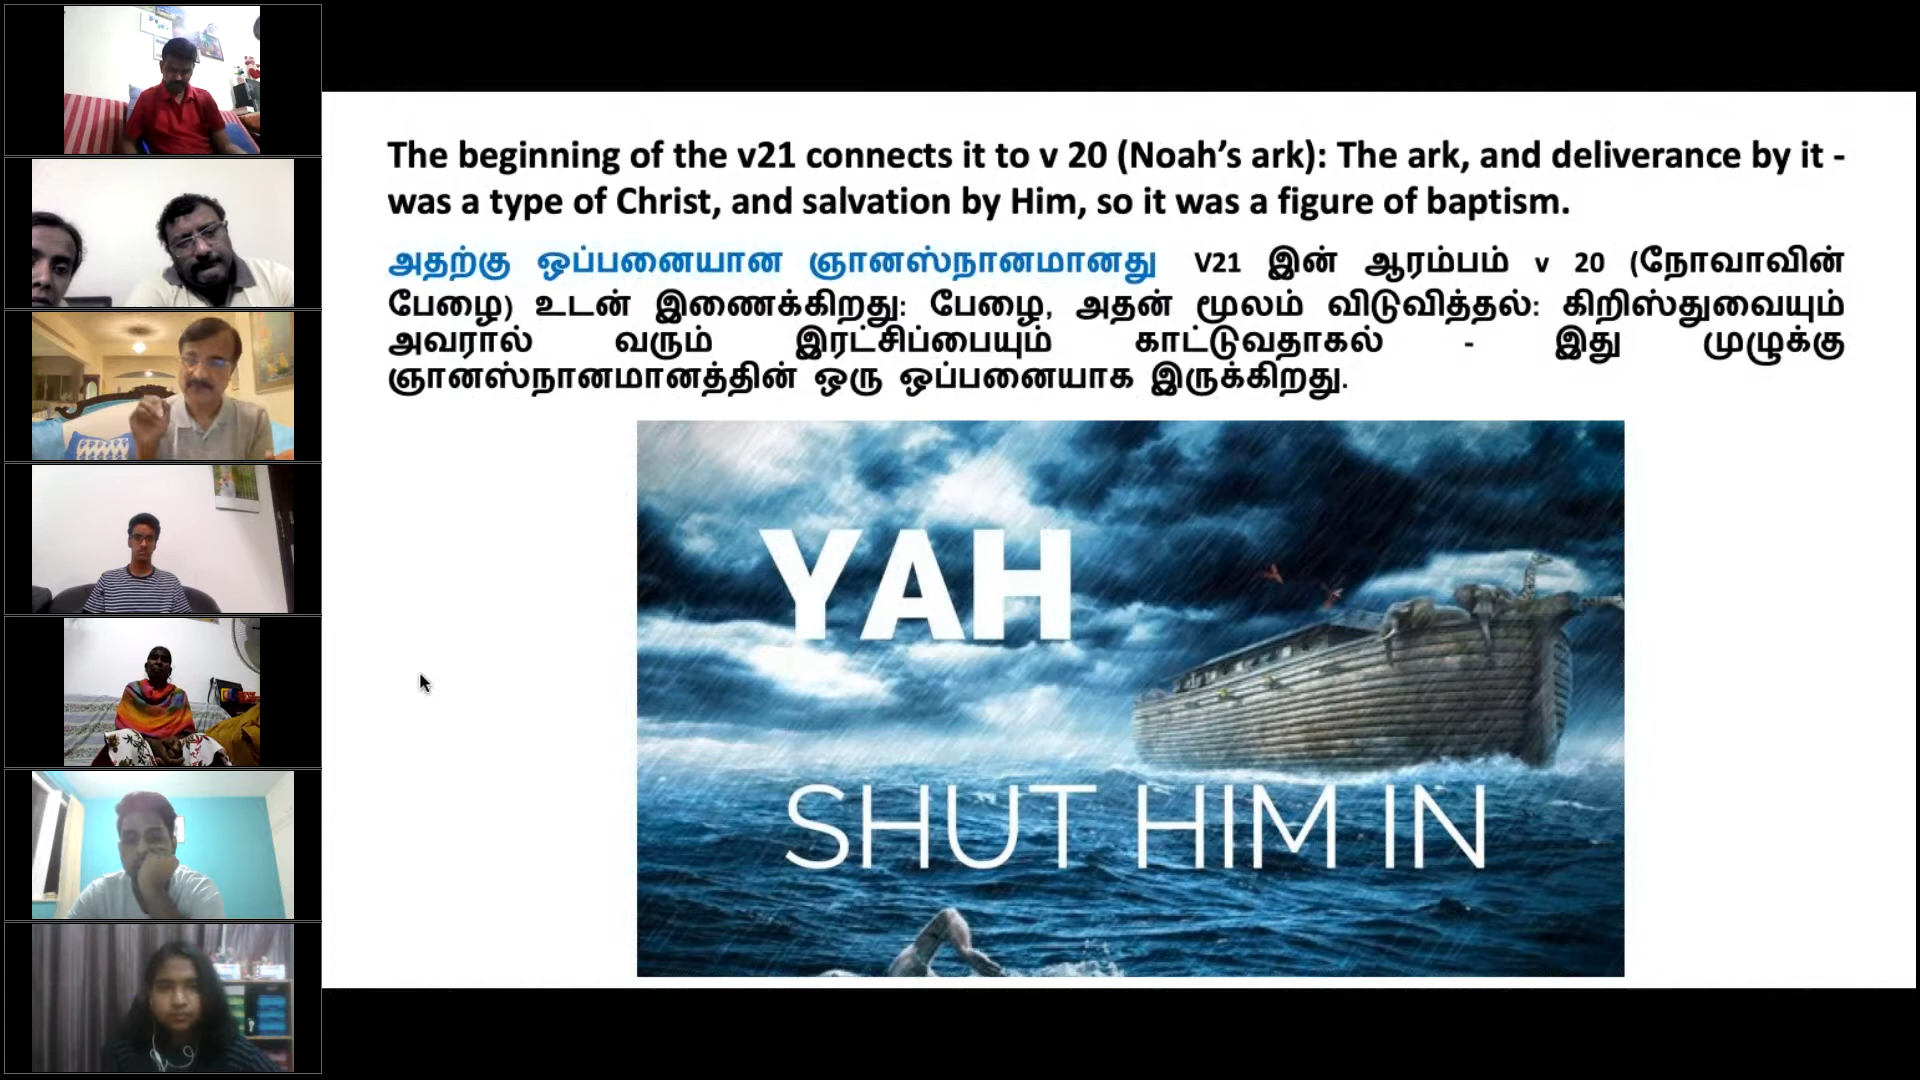 The beginning of the v21 connects it to v 20 (Noah’s ark): The ark, and deliverance by it -
was a type of Christ, and salvation by Him, so it was a figure of baptism.
அதற்கு ஒப்பனையான ஞானஸ்நானமானது V21 இன் ஆரம்பம் v 20 (நோவாவின்
பேழை) உடன் இணைக்கிறது: பேழை, அதன் மூலம் விடுவித்தல்: கிறிஸ்துவையும்
அவரால் வரும் இரட்சிப்பையும் காட்டுவதாகல் - இது முழுக்கு
ஞானஸ்நானமானத்தின் ஒரு ஒப்பனையாக இருக்கிறது.
YAH
SHUT HIM IN